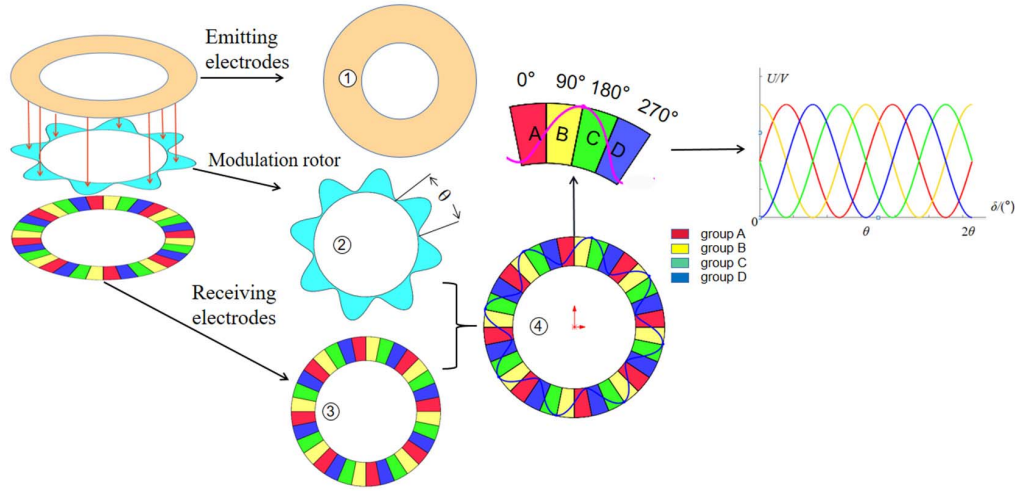 Emitting
electrodes
①
Modulation rotor
θ
②
Receiving
electrodes
③
0°
90°
180°
270°
A
B
C
D
④
group A
group B
group C
group D
U/V
0
θ
2θ
δ/(°)